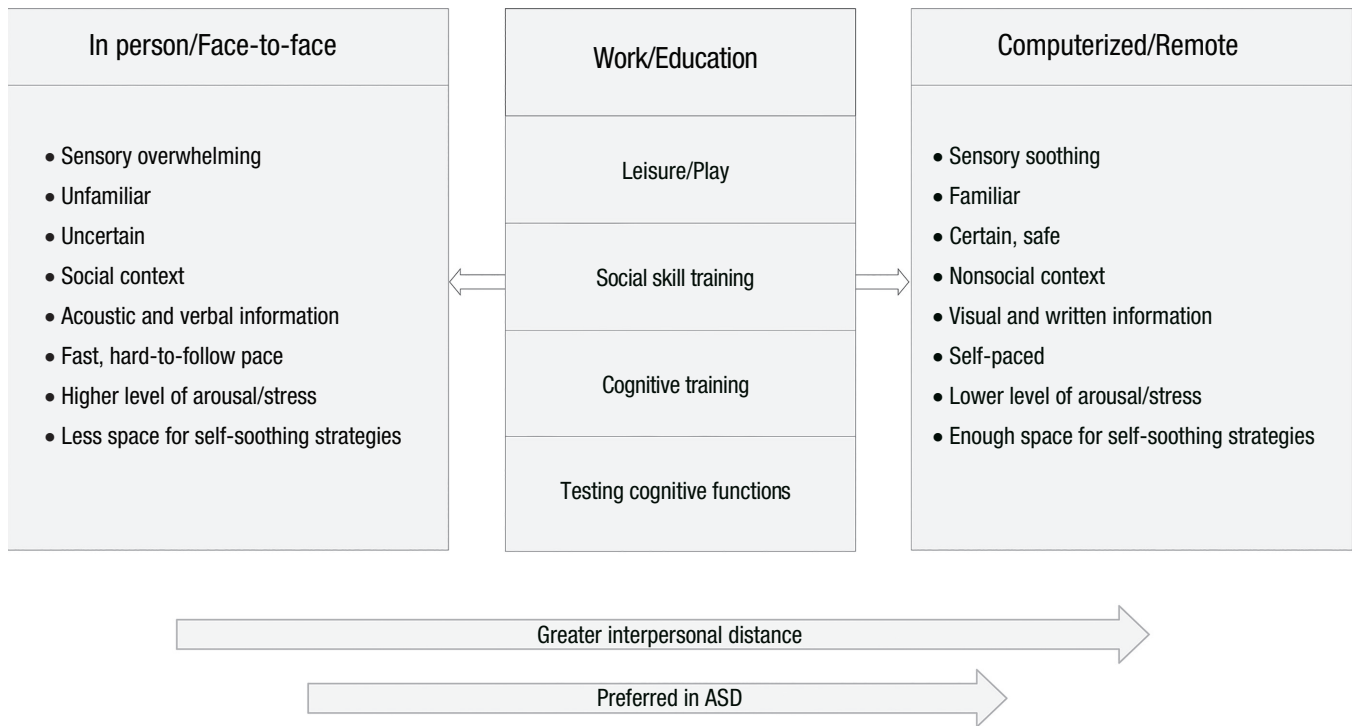 In person/Face-to-face
• Sensory overwhelming
• Unfamiliar
• Uncertain
• Social context
• Acoustic and verbal information
• Fast, hard-to-follow pace
• Higher level of arousal/stress
• Less space for self-soothing strategies
Work/Education
Leisure/Play
Social skill training
Cognitive training
Testing cognitive functions
Computerized/Remote
• Sensory soothing
• Familiar
• Certain, safe
• Nonsocial context
• Visual and written information
• Self-paced
• Lower level of arousal/stress
• Enough space for self-soothing strategies
Greater interpersonal distance
Preferred in ASD